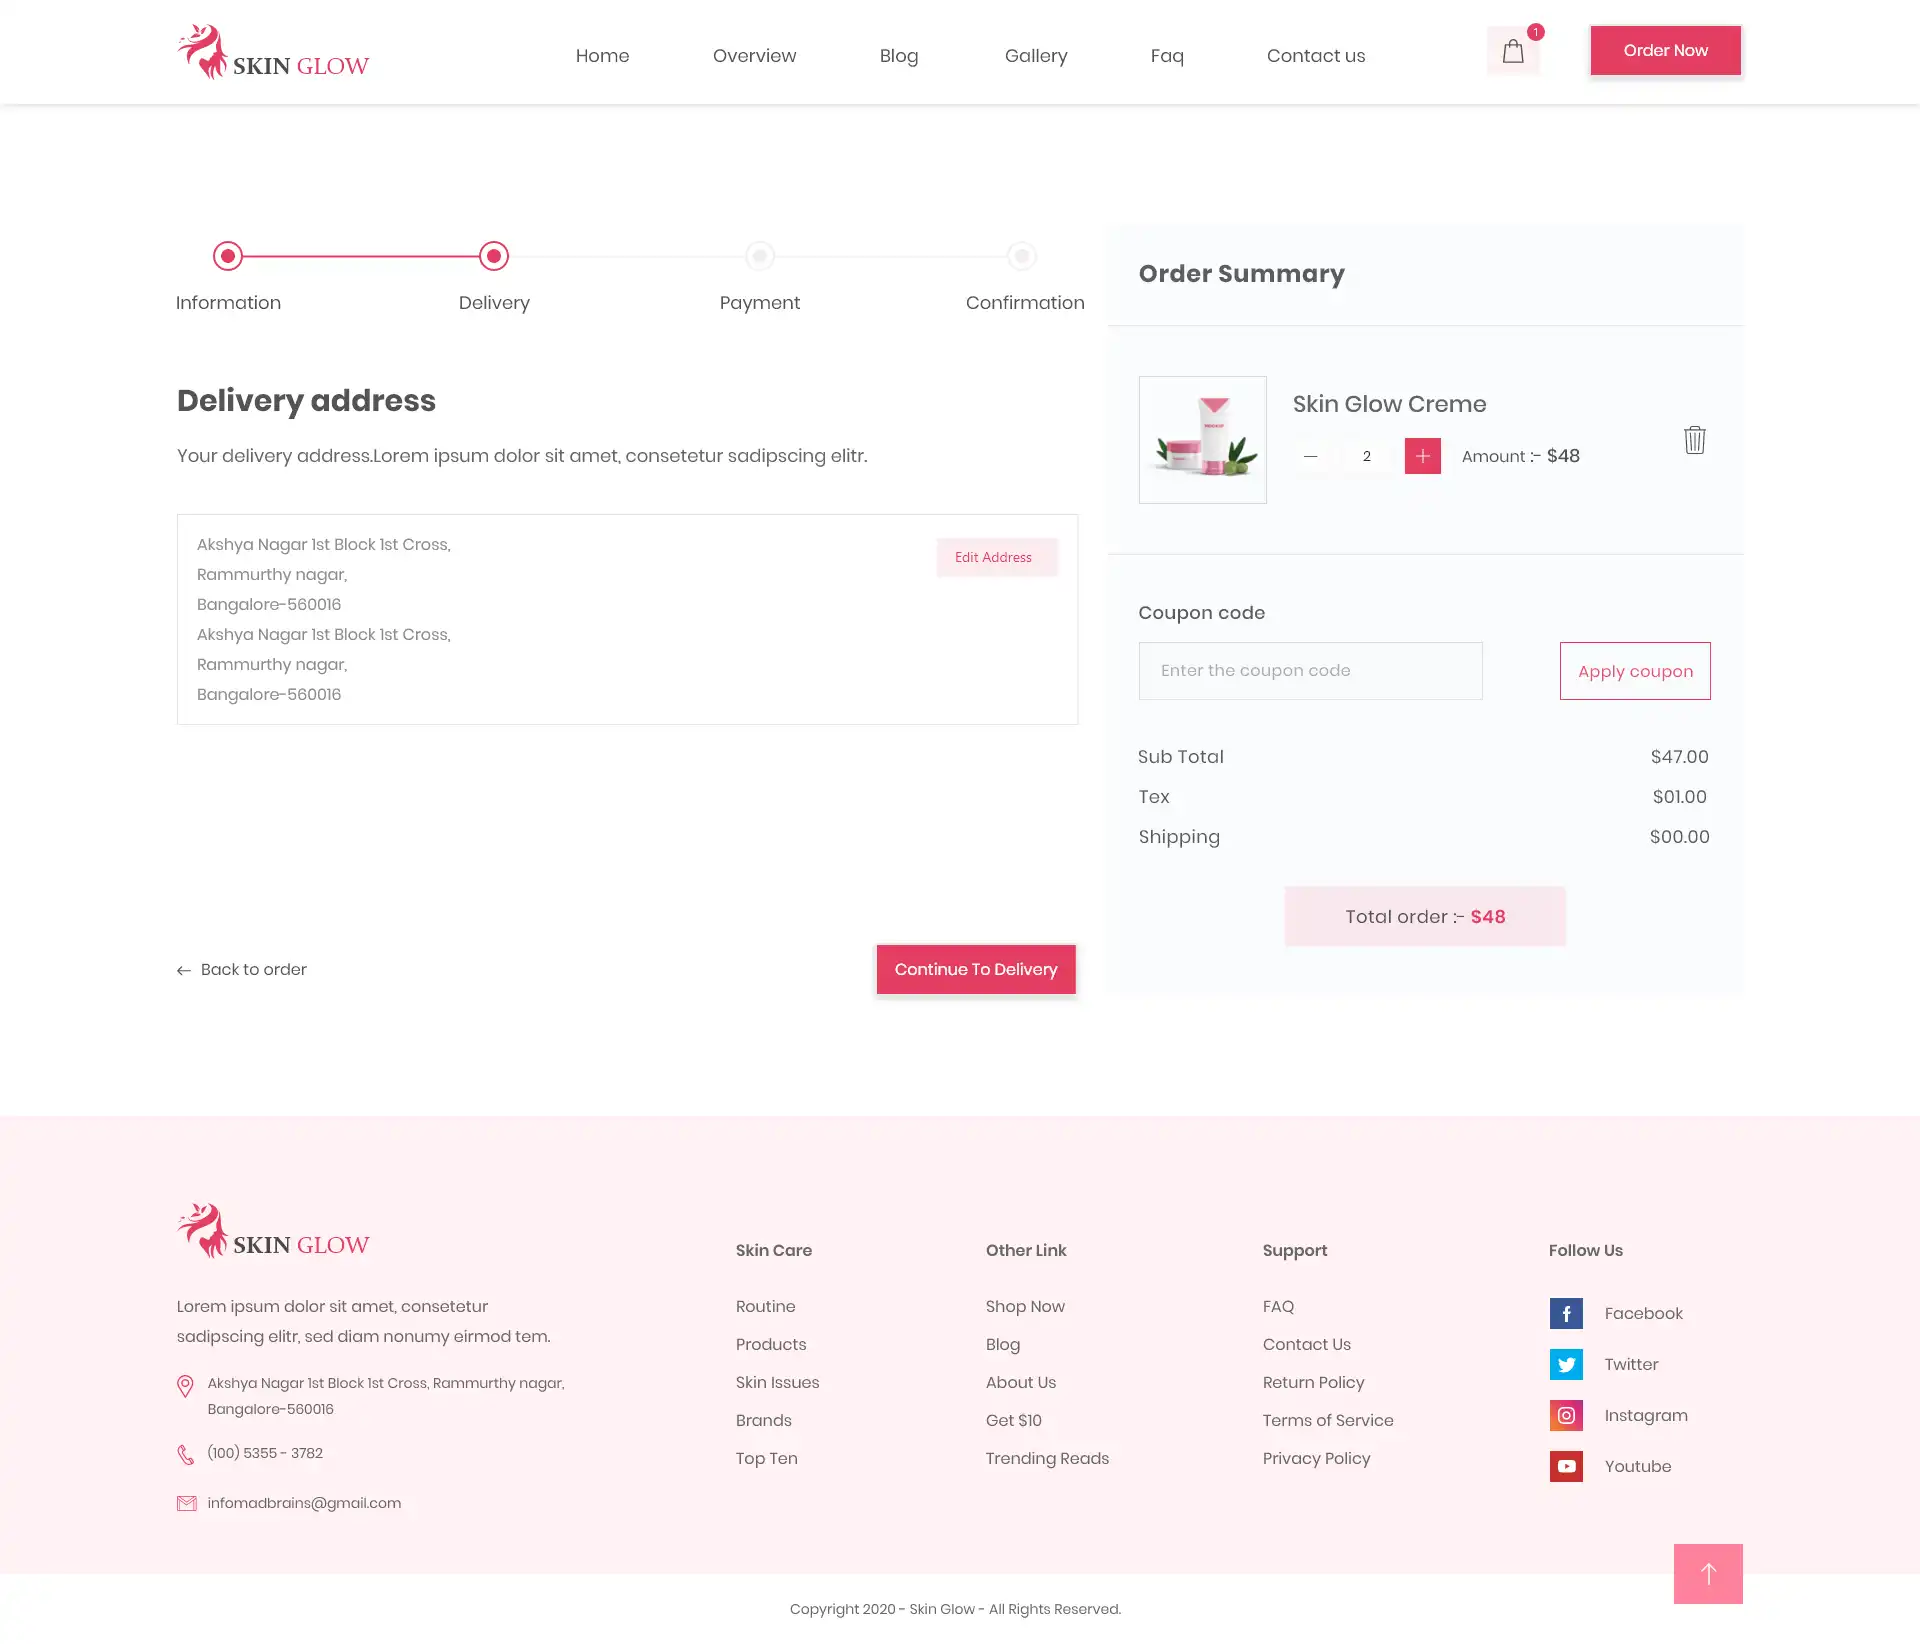 SKIN GLOW
Home
Overview
Blog
Gallery
Faq
Contact us
1
Order Now
Information
Delivery
Payment
Confirmation
Delivery address
Your delivery address.Lorem ipsum dolor sit amet, consetetur sadipscing elitr.
Akshya Nagar 1st Block 1st Cross,
Rammurthy nagar,
Bangalore-560016
Akshya Nagar 1st Block 1st Cross,
Rammurthy nagar,
Bangalore-560016
Edit Address
← Back to order
Continue To Delivery
Order Summary
MOCKUP
Skin Glow Creme
— 2 + Amount :- $48
Coupon code
Enter the coupon code
Apply coupon
Sub Total $47.00
Tex $01.00
Shipping $00.00
Total order :- $48
SKIN GLOW
Lorem ipsum dolor sit amet, consetetur
sadipscing elitr, sed diam nonumy eirmod tem.
Akshya Nagar 1st Block 1st Cross, Rammurthy nagar,
Bangalore-560016
(100) 5355 - 3782
infomadbrains@gmail.com
Skin Care
Routine
Products
Skin Issues
Brands
Top Ten
Other Link
Shop Now
Blog
About Us
Get $10
Trending Reads
Support
FAQ
Contact Us
Return Policy
Terms of Service
Privacy Policy
Follow Us
Facebook
Twitter
Instagram
Youtube
Copyright 2020 - Skin Glow - All Rights Reserved.